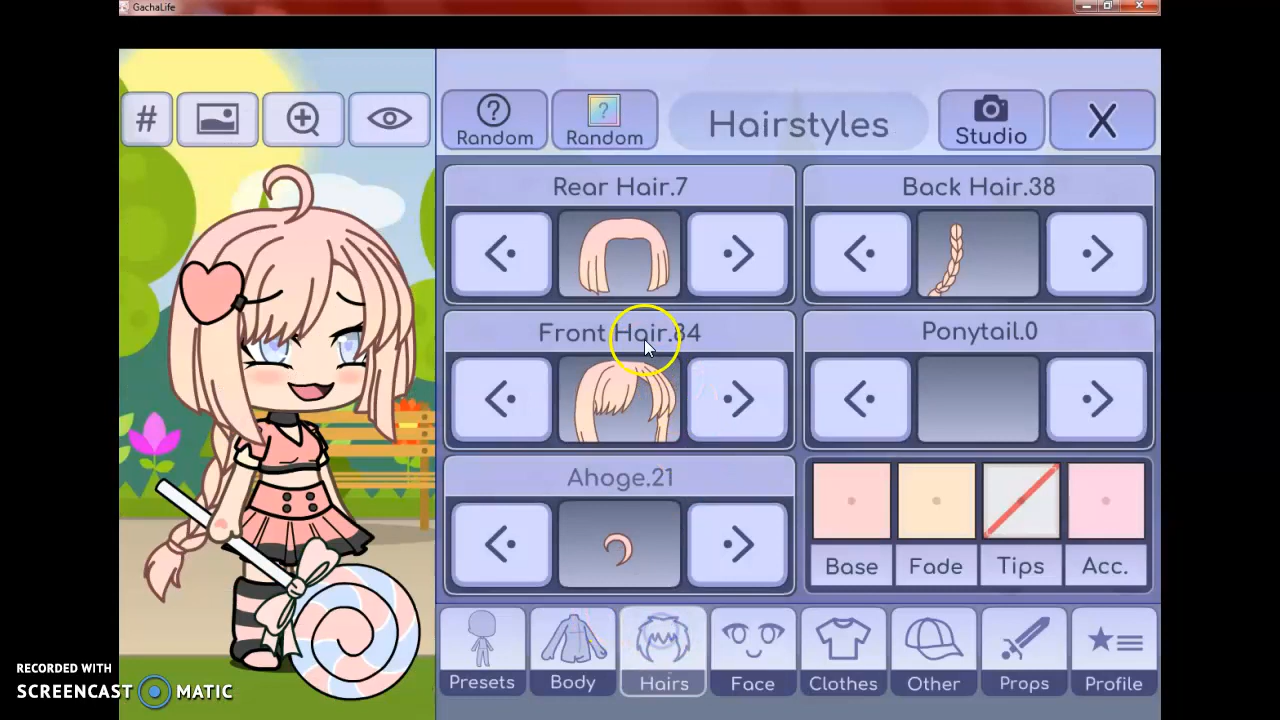 GachaLife
#
Random
Random
Hairstyles
Studio
X
Rear Hair.7
Back Hair.38
Front Hair.84
Ponytail.0
Ahoge.21
Base
Fade
Tips
Acc.
Presets
Body
Hairs
Face
Clothes
Other
Props
Profile
RECORDED WITH
SCREENCAST MATIC